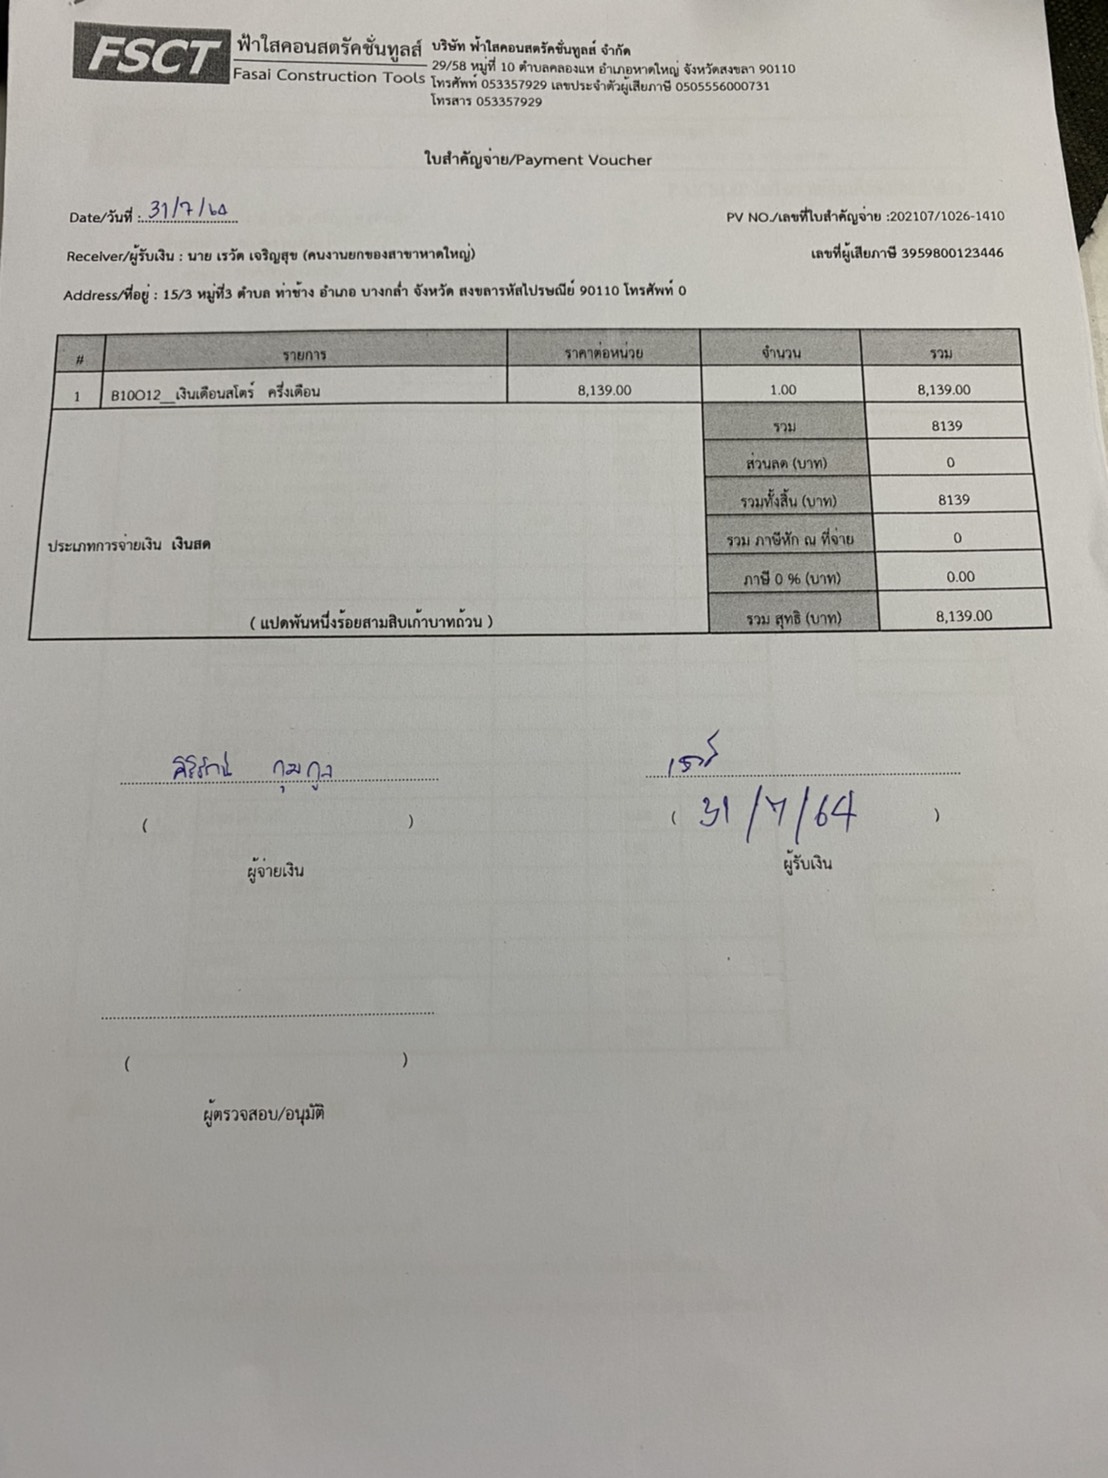 FSCT
ฟ้าใสคอนสตรัคชั่นทูลส์
Fasai Construction Tools
บริษัท ฟ้าใสคอนสตรัคชั่นทูลส์ จำกัด
29/58 หมู่ที่ 10 ตำบลคลองแห อำเภอหาดใหญ่ จังหวัดสงขลา 90110
โทรศัพท์ 053357929 เลขประจำตัวผู้เสียภาษี 0505556000731
โทรสาร 053357929
ใบสำคัญจ่าย/Payment Voucher
Date/วันที่ : 31/7/64
PV NO./เลขที่ใบสำคัญจ่าย :202107/1026-1410
Receiver/ผู้รับเงิน : นาย เรวัด เจริญสุข (คนงานยกของสาขาหาดใหญ่)
เลขที่ผู้เสียภาษี 3959800123446
Address/ที่อยู่ : 15/3 หมู่ที่3 ตำบล ท่าช้าง อำเภอ บางกล่ำ จังหวัด สงขลารหัสไปรษณีย์ 90110 โทรศัพท์ 0
# รายการ ราคาต่อหน่วย จำนวน รวม
1 B10O12__เงินเดือนสโตร์ ครึ่งเดือน 8,139.00 1.00 8,139.00
รวม 8139
ส่วนลด (บาท) 0
รวมทั้งสิ้น (บาท) 8139
ประเภทการจ่ายเงิน เงินสด
รวม ภาษีหัก ณ ที่จ่าย 0
ภาษี 0 % (บาท) 0.00
( แปดพันหนึ่งร้อยสามสิบเก้าบาทถ้วน )
รวม สุทธิ (บาท) 8,139.00
( )
( 31/7/64 )
ผู้จ่ายเงิน
ผู้รับเงิน
( )
ผู้ตรวจสอบ/อนุมัติ